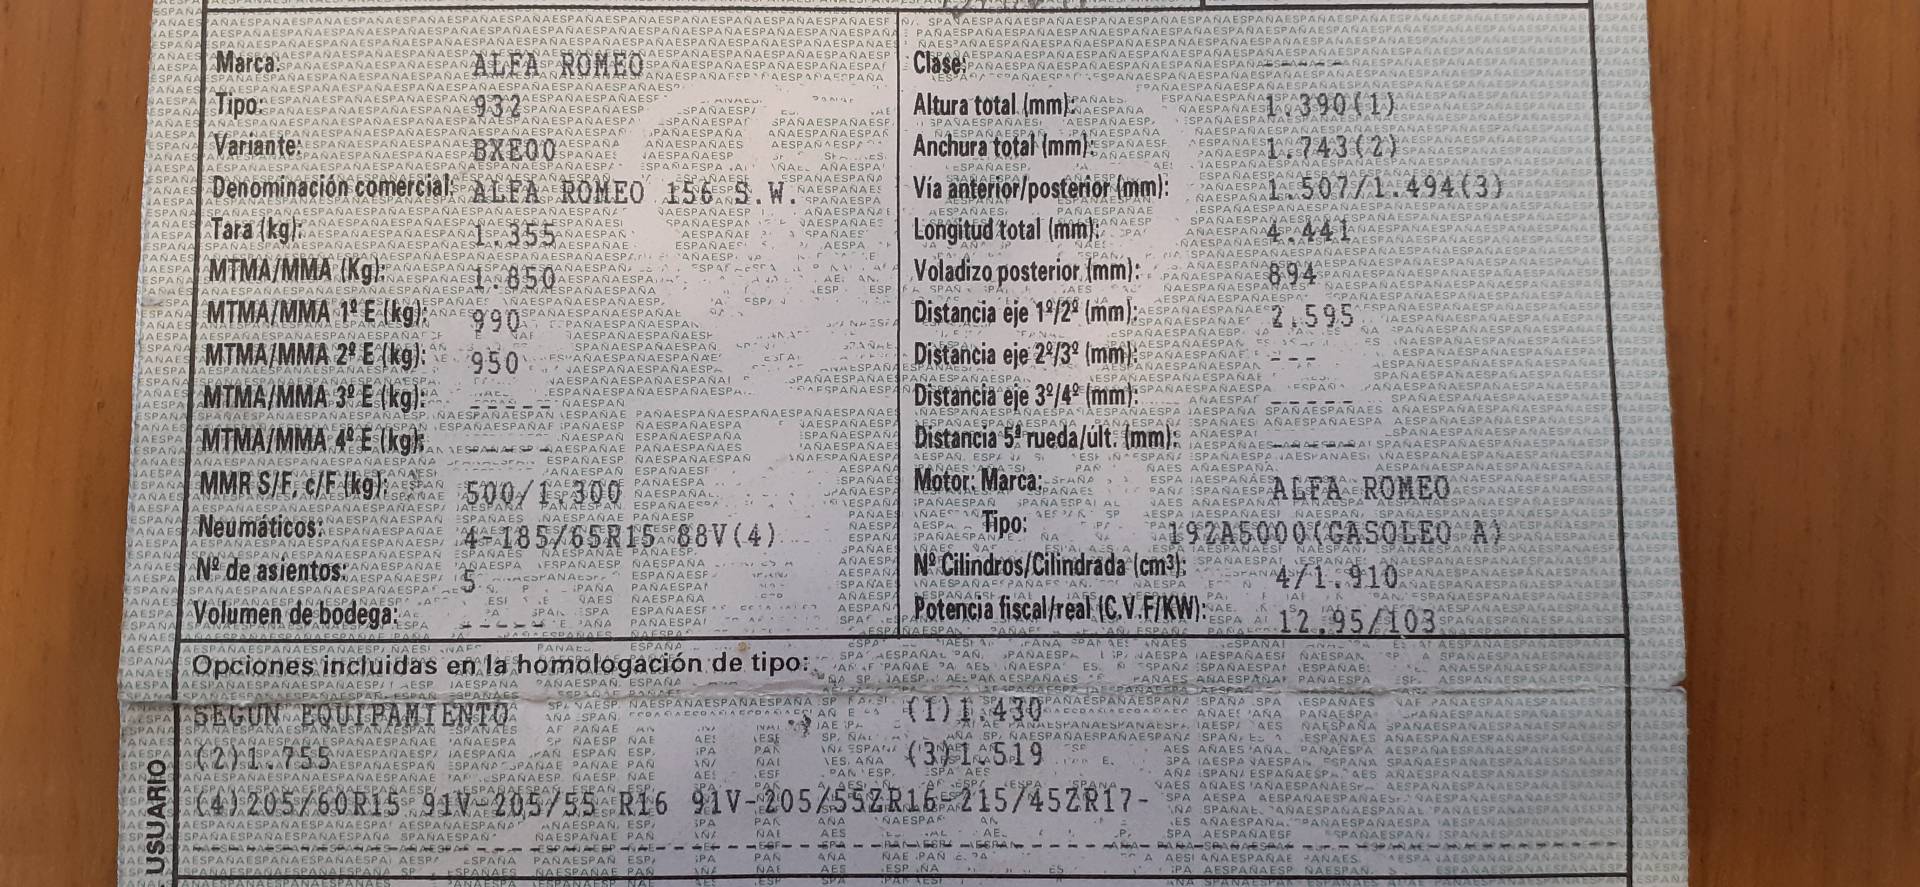 Marca: ALFA ROMEO
Tipo: 932
Variante: BXE00
Denominación comercial: ALFA ROMEO 156 S.W.
Tara (kg): 1.355
MTMA/MMA (Kg): 1.850
MTMA/MMA 1º E (kg): 990
MTMA/MMA 2º E (kg): 950
MTMA/MMA 3º E (kg): -----
MTMA/MMA 4º E (kg): -----
MMR S/F, c/F (kg): 500/1.300
Neumáticos: 4-185/65R15 88V(4)
Nº de asientos: 5
Volumen de bodega: -----
Clase: -----
Altura total (mm): 1.390(1)
Anchura total (mm): 1.743(2)
Vía anterior/posterior (mm): 1.507/1.494(3)
Longitud total (mm): 4.441
Voladizo posterior (mm): 894
Distancia eje 1º/2º (mm): 2.595
Distancia eje 2º/3º (mm): ---
Distancia eje 3º/4º (mm): -----
Distancia 5ª rueda/ult. (mm): -----
Motor: Marca: ALFA ROMEO
Tipo: 192A5000(GASOLEO A)
Nº Cilindros/Cilindrada (cm³): 4/1.910
Potencia fiscal/real (C.V.F/KW): 12.95/103
Opciones incluidas en la homologación de tipo:
SEGUN EQUIPAMIENTO (1)1.430
(2)1.755 (3)1.519
(4)205/60R15 91V-205/55 R16 91V-205/55ZR16-215/45ZR17-
USUARIO